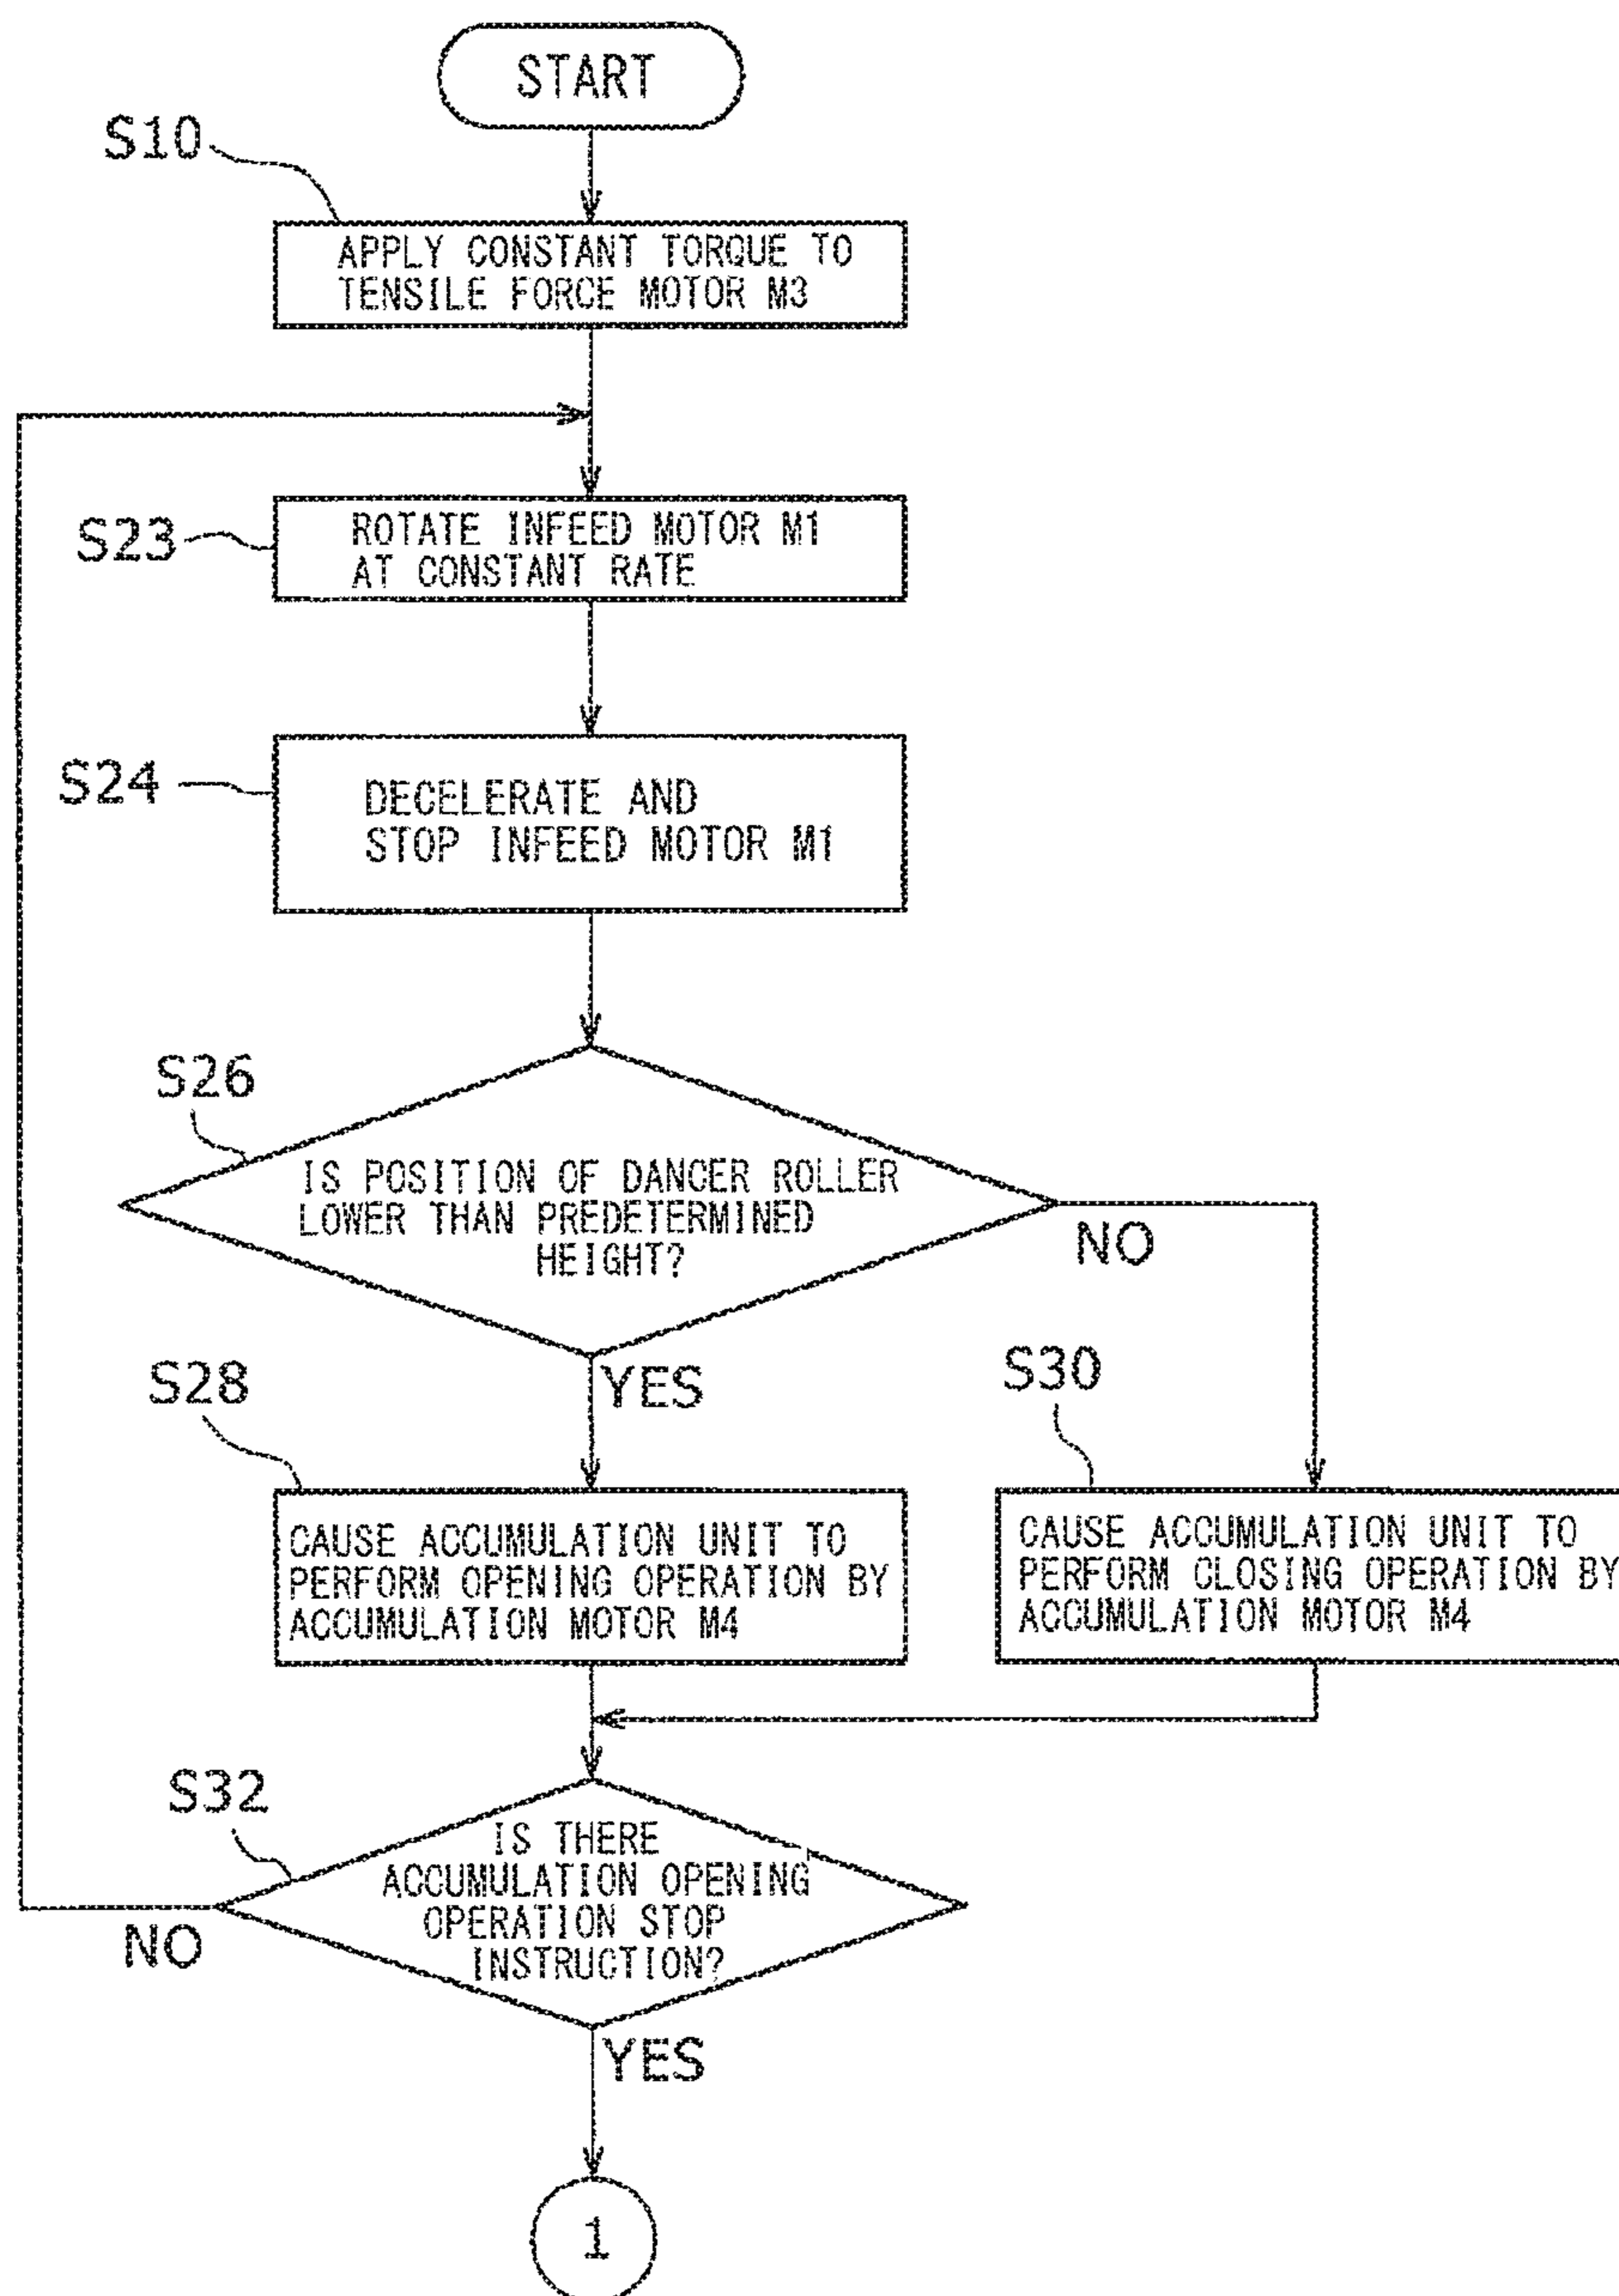 START
S10
APPLY CONSTANT TORQUE TO
TENSILE FORCE MOTOR M3
S23
ROTATE INFEED MOTOR M1
AT CONSTANT RATE
S24
DECELERATE AND
STOP INFEED MOTOR M1
S26
IS POSITION OF DANCER ROLLER
LOWER THAN PREDETERMINED
HEIGHT?
NO
YES
S28
CAUSE ACCUMULATION UNIT TO
PERFORM OPENING OPERATION BY
ACCUMULATION MOTOR M4
S30
CAUSE ACCUMULATION UNIT TO
PERFORM CLOSING OPERATION BY
ACCUMULATION MOTOR M4
S32
IS THERE
ACCUMULATION OPENING
OPERATION STOP
INSTRUCTION?
NO
YES
1